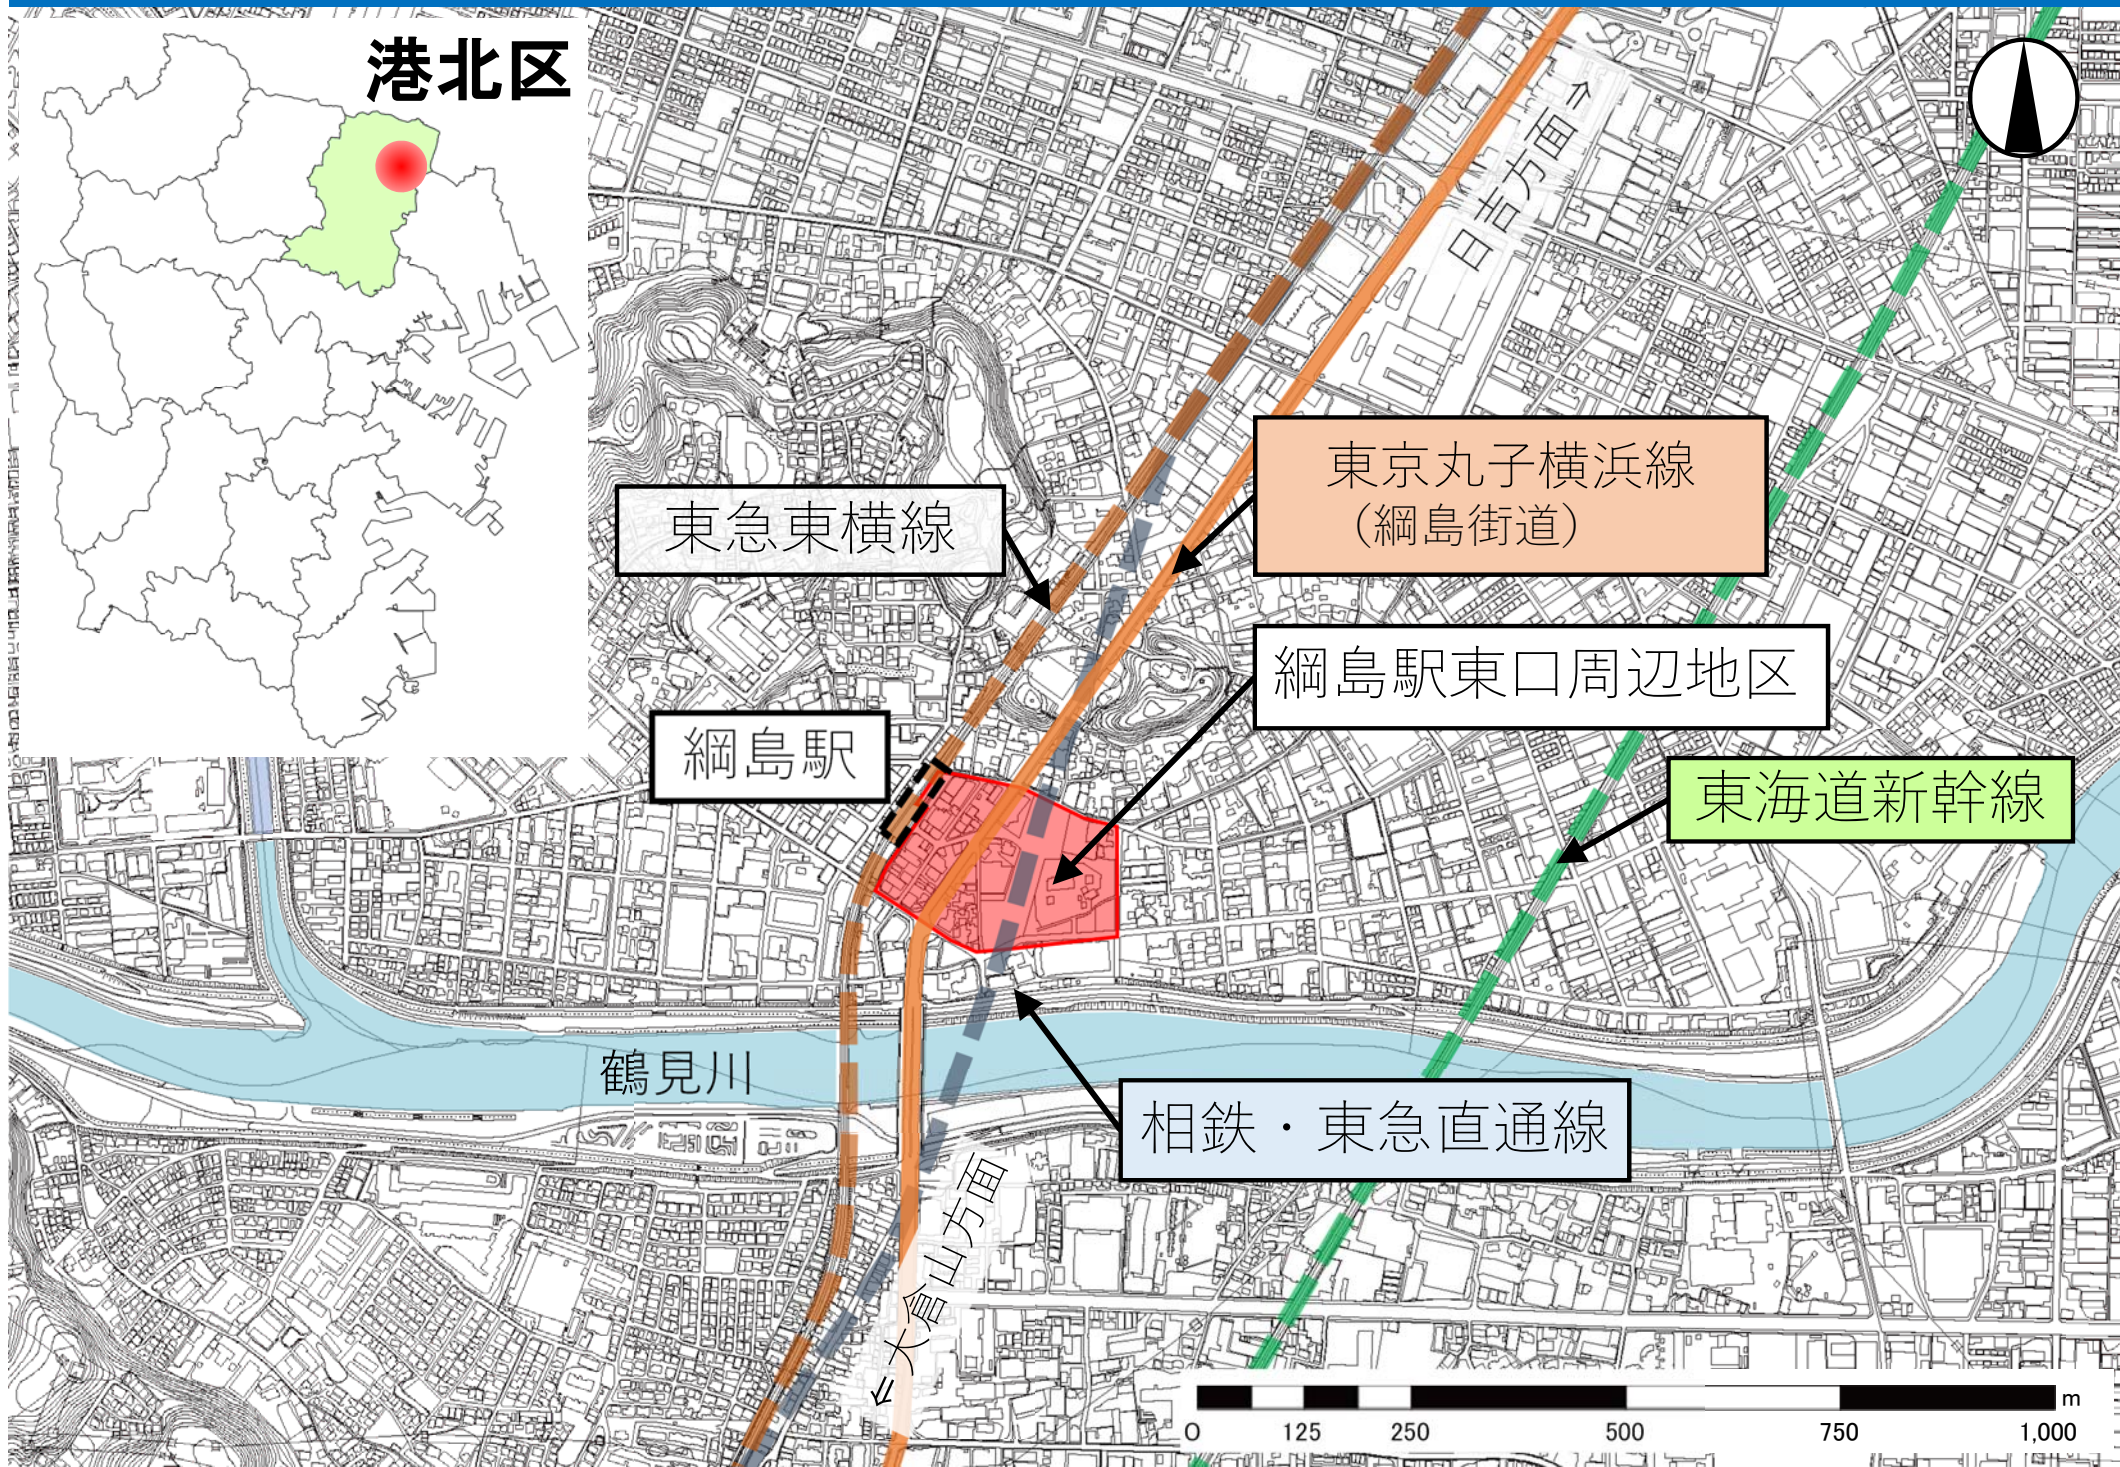 港北区
日吉方面→
東京丸子横浜線
（綱島街道）
東急東横線
綱島駅東口周辺地区
綱島駅
東海道新幹線
鶴見川
相鉄・東急直通線
←大倉山方面
m
0 125 250 500 750 1,000